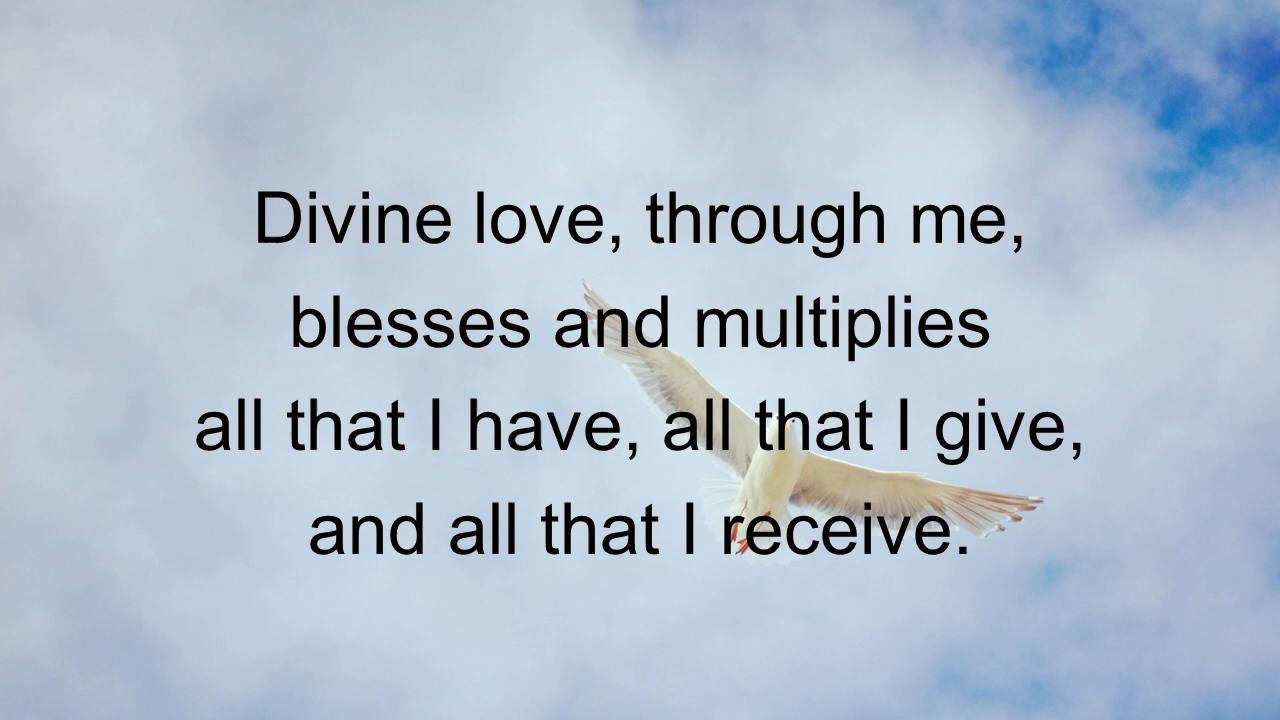 Divine love, through me,
blesses and multiplies
all that I have, all that I give,
and all that I receive.